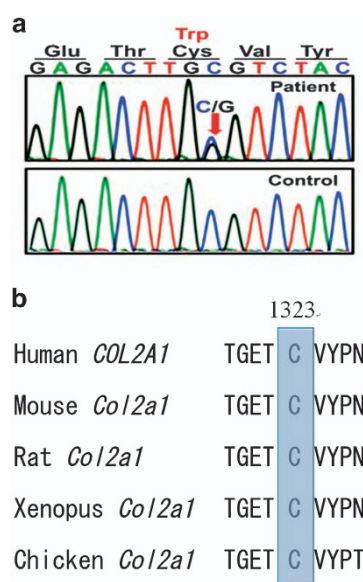 a
Trp
Glu Thr Cys Val Tyr
G A G A C T T G C G T C T A C
Patient
C/G
Control
b
1323
Human COL2A1 TGET C VYPN
Mouse Col2a1 TGET C VYPN
Rat Col2a1 TGET C VYPN
Xenopus Col2a1 TGET C VYPN
Chicken Col2a1 TGET C VYPT